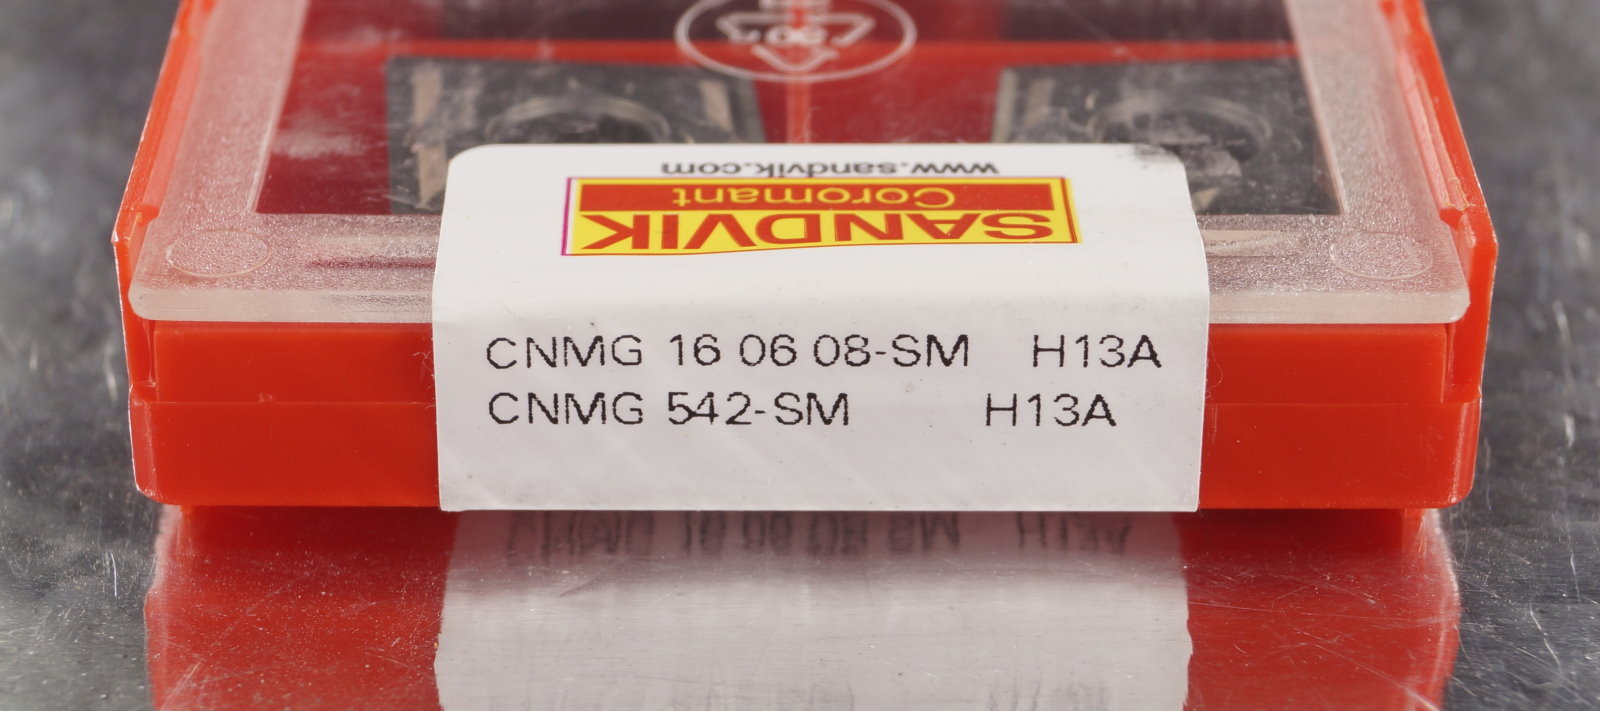 www.sandvik.com
Coromant
SANDVIK
CNMG 16 06 08-SM H13A
CNMG 542-SM H13A